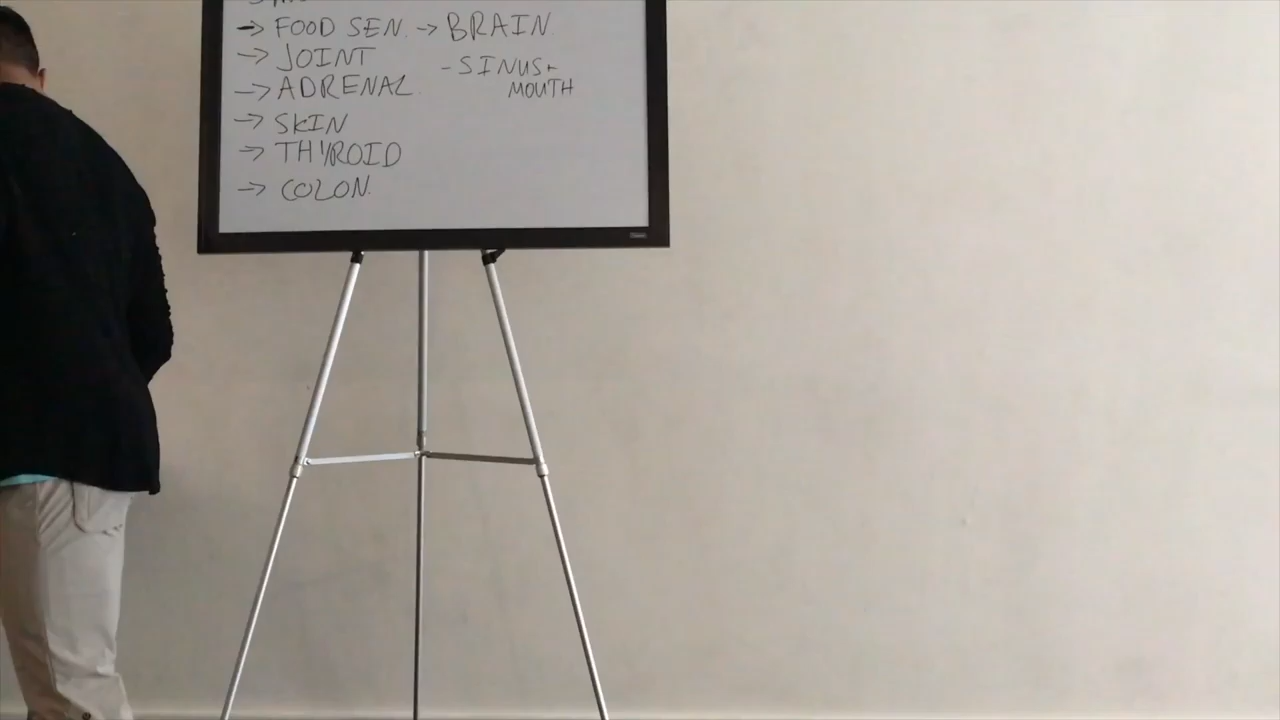 → FOOD SEN. → BRAIN.
→ JOINT
- SINUS +
→ ADRENAL.
MOUTH
→ SKIN
→ THYROID
→ COLON.